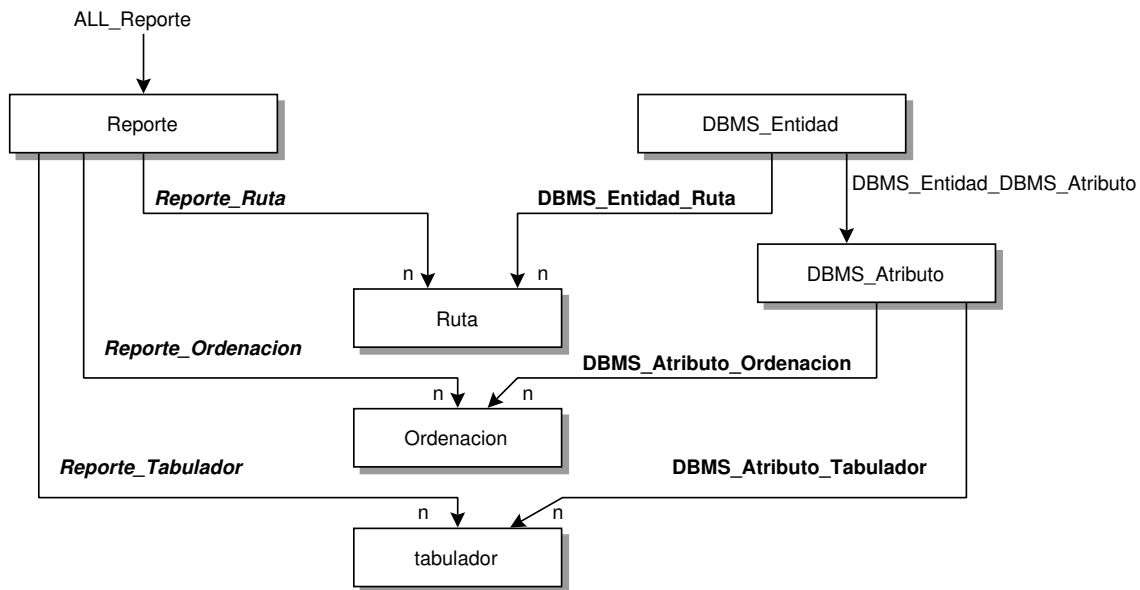 ALL_Reporte
Reporte
DBMS_Entidad
DBMS_Entidad_DBMS_Atributo
Reporte_Ruta
DBMS_Entidad_Ruta
n
n
DBMS_Atributo
Ruta
Reporte_Ordenacion
DBMS_Atributo_Ordenacion
n
n
Ordenacion
Reporte_Tabulador
DBMS_Atributo_Tabulador
n
n
tabulador